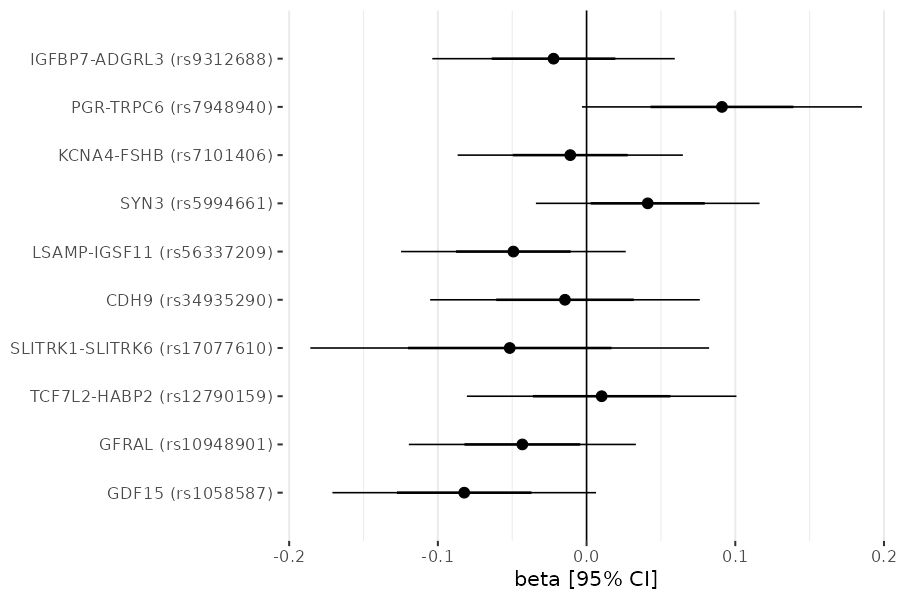 IGFBP7-ADGRL3 (rs9312688)
PGR-TRPC6 (rs7948940)
KCNA4-FSHB (rs7101406)
SYN3 (rs5994661)
LSAMP-IGSF11 (rs56337209)
CDH9 (rs34935290)
SLITRK1-SLITRK6 (rs17077610)
TCF7L2-HABP2 (rs12790159)
GFRAL (rs10948901)
GDF15 (rs1058587)
-0.2 -0.1 0.0 0.1 0.2
beta [95% CI]